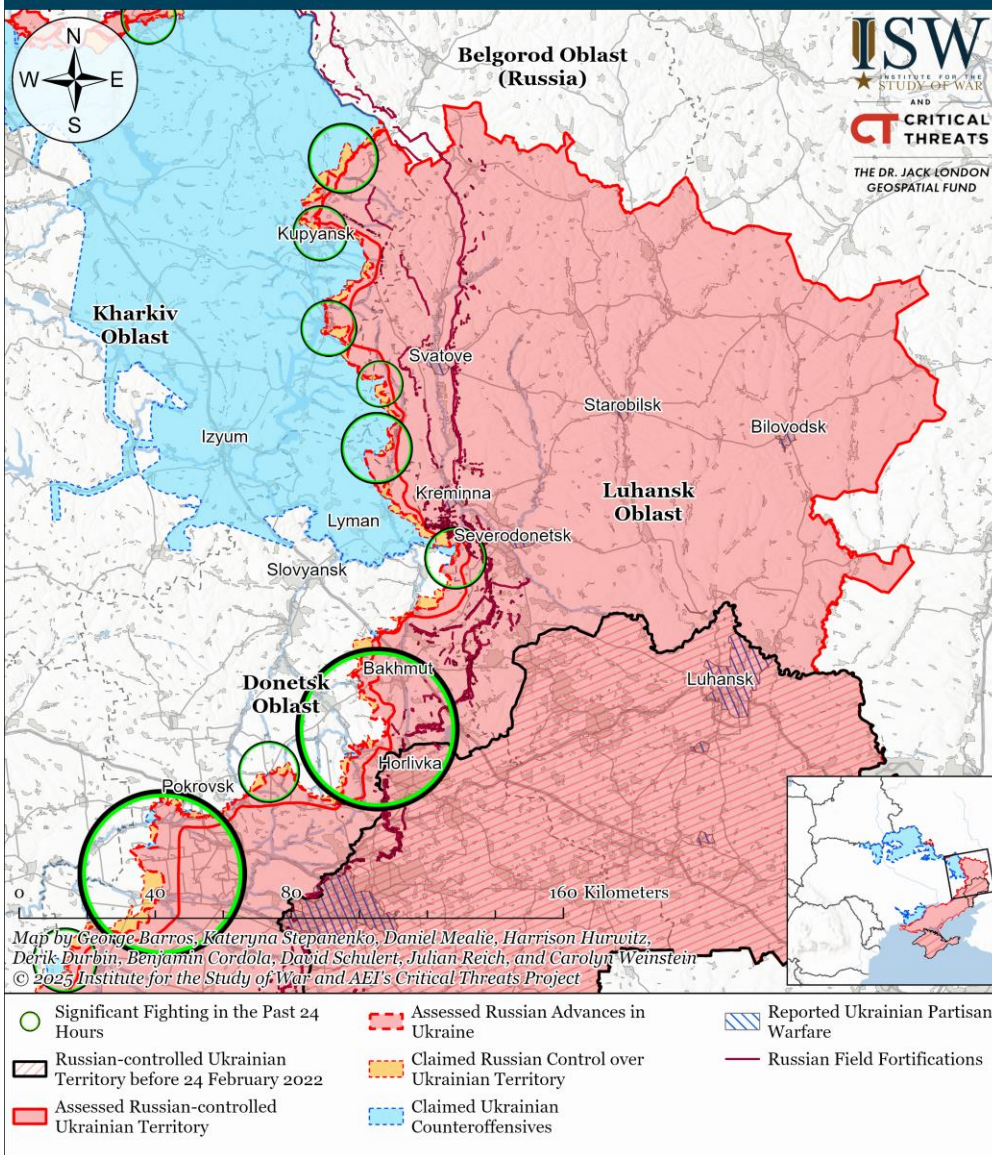 N
W
E
S
Belgorod Oblast
(Russia)
ISW
INSTITUTE FOR THE
STUDY OF WAR
AND
CT CRITICAL
THREATS
THE DR. JACK LONDON
GEOSPATIAL FUND
Kupyansk
Kharkiv
Oblast
Svatove
Starobilsk
Bilovodsk
Izyum
Kreminna
Luhansk
Oblast
Lyman
Severodonetsk
Slovyansk
Bakhmut
Luhansk
Donetsk
Oblast
Horlivka
Pokrovsk
0 40 80 160 Kilometers
Map by George Barros, Kateryna Stepanenko, Daniel Mealie, Harrison Hurwitz,
Derik Durbin, Benjamin Cordola, David Schulert, Julian Reich, and Carolyn Weinstein
© 2025 Institute for the Study of War and AEI's Critical Threats Project
Significant Fighting in the Past 24
Hours
Russian-controlled Ukrainian
Territory before 24 February 2022
Assessed Russian-controlled
Ukrainian Territory
Assessed Russian Advances in
Ukraine
Claimed Russian Control over
Ukrainian Territory
Claimed Ukrainian
Counteroffensives
Reported Ukrainian Partisan
Warfare
Russian Field Fortifications